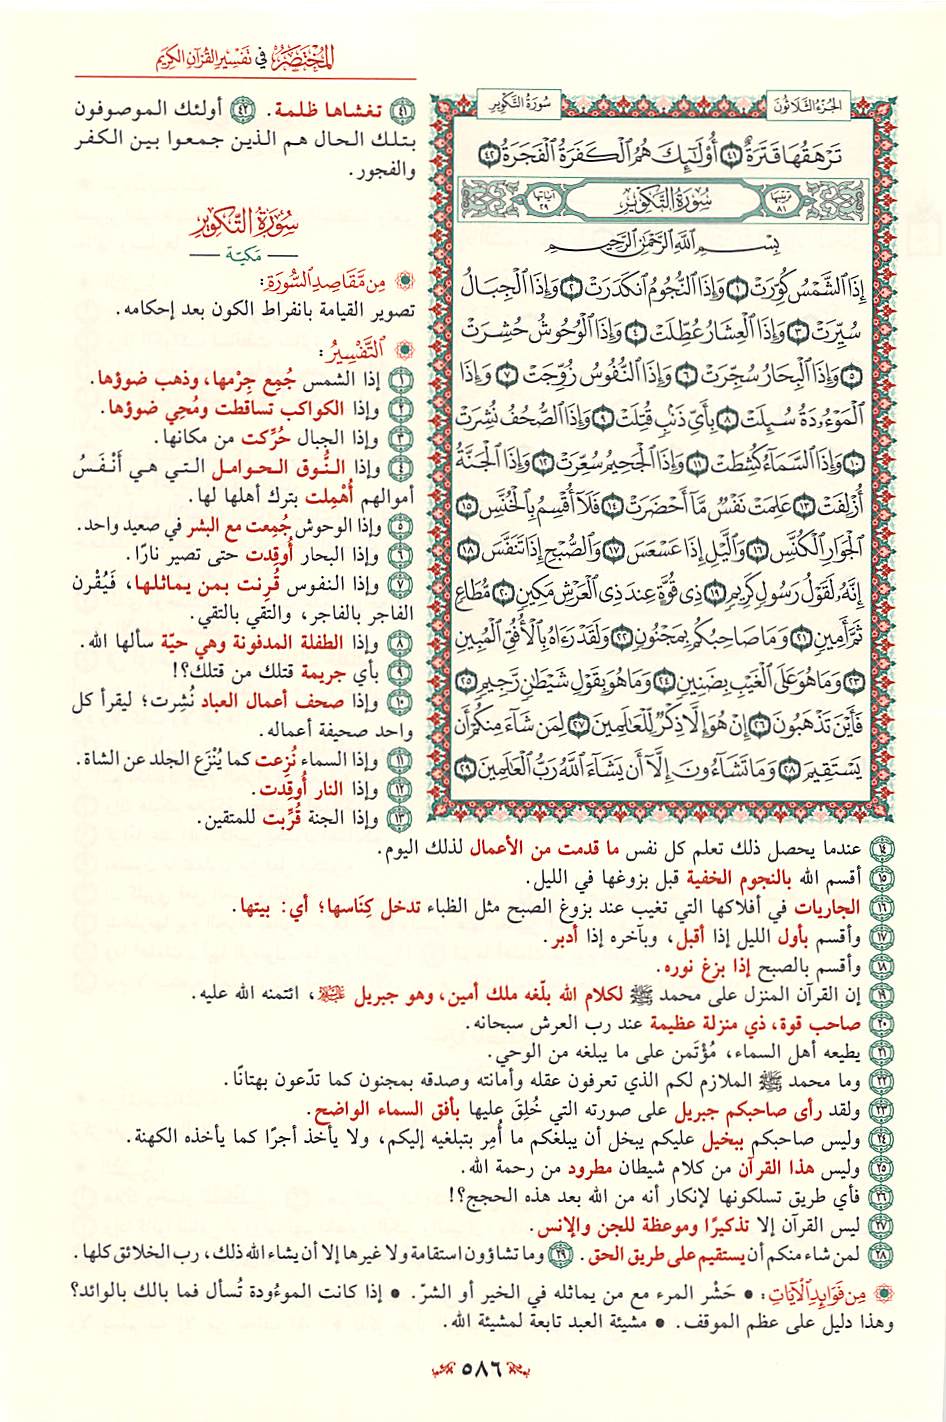 المختصر في تفسير القرآن الكريم
الجزء الثلاثون
سورة التكوير
تَرْهَقُهَا قَتَرَةٌ ٤١ أُوْلَٰٓئِكَ هُمُ ٱلْكَفَرَةُ ٱلْفَجَرَةُ ٤٢
ترتيبها ٨١
سُورَةُ التَّكْوِيرِ
آياتها ٢٩
بِسْمِ ٱللَّهِ ٱلرَّحْمَٰنِ ٱلرَّحِيمِ
إِذَا ٱلشَّمْسُ كُوِّرَتْ ١ وَإِذَا ٱلنُّجُومُ ٱنكَدَرَتْ ٢ وَإِذَا ٱلْجِبَالُ
سُيِّرَتْ ٣ وَإِذَا ٱلْعِشَارُ عُطِّلَتْ ٤ وَإِذَا ٱلْوُحُوشُ حُشِرَتْ
٥ وَإِذَا ٱلْبِحَارُ سُجِّرَتْ ٦ وَإِذَا ٱلنُّفُوسُ زُوِّجَتْ ٧ وَإِذَا
ٱلْمَوْءُۥدَةُ سُئِلَتْ ٨ بِأَيِّ ذَنۢبٍ قُتِلَتْ ٩ وَإِذَا ٱلصُّحُفُ نُشِرَتْ
١٠ وَإِذَا ٱلسَّمَآءُ كُشِطَتْ ١١ وَإِذَا ٱلْجَحِيمُ سُعِّرَتْ ١٢ وَإِذَا ٱلْجَنَّةُ
أُزْلِفَتْ ١٣ عَلِمَتْ نَفْسٌ مَّآ أَحْضَرَتْ ١٤ فَلَآ أُقْسِمُ بِٱلْخُنَّسِ ١٥
ٱلْجَوَارِ ٱلْكُنَّسِ ١٦ وَٱلَّيْلِ إِذَا عَسْعَسَ ١٧ وَٱلصُّبْحِ إِذَا تَنَفَّسَ ١٨
إِنَّهُۥ لَقَوْلُ رَسُولٍ كَرِيمٍ ١٩ ذِي قُوَّةٍ عِندَ ذِي ٱلْعَرْشِ مَكِينٍ ٢٠ مُّطَاعٍ
ثَمَّ أَمِينٍ ٢١ وَمَا صَاحِبُكُم بِمَجْنُونٍ ٢٢ وَلَقَدْ رَءَاهُ بِٱلْأُفُقِ ٱلْمُبِينِ
٢٣ وَمَا هُوَ عَلَى ٱلْغَيْبِ بِضَنِينٍ ٢٤ وَمَا هُوَ بِقَوْلِ شَيْطَٰنٍ رَّجِيمٍ ٢٥
فَأَيْنَ تَذْهَبُونَ ٢٦ إِنْ هُوَ إِلَّا ذِكْرٌ لِّلْعَٰلَمِينَ ٢٧ لِمَن شَآءَ مِنكُمْ أَن
يَسْتَقِيمَ ٢٨ وَمَا تَشَآءُونَ إِلَّآ أَن يَشَآءَ ٱللَّهُ رَبُّ ٱلْعَٰلَمِينَ ٢٩
٤١ تغشاها ظلمة. ٤٢ أولئك الموصوفون
بتلك الحال هم الذين جمعوا بين الكفر
والفجور.
سُورَةُ التَّكْوِيرِ
— مَكِيّة —
مِن مَّقَاصِدِ السُّورَةِ:
تصوير القيامة بانفراط الكون بعد إحكامه.
التَّفْسِيرُ:
١ إذا الشمس جُمِع جِرْمها، وذهب ضوؤها.
٢ وإذا الكواكب تساقطت ومُحِي ضوؤها.
٣ وإذا الجبال حُرِّكت من مكانها.
٤ وإذا النُّوق الحوامل التي هي أَنْفَسُ
أموالهم أُهْمِلت بترك أهلها لها.
٥ وإذا الوحوش جُمِعت مع البشر في صعيد واحد.
٦ وإذا البحار أُوقِدت حتى تصير نارًا.
٧ وإذا النفوس قُرِنت بمن يماثلها، فَيُقْرن
الفاجر بالفاجر، والتقي بالتقي.
٨ وإذا الطفلة المدفونة وهي حيّة سألها الله.
٩ بأي جريمة قتلك من قتلك؟!
١٠ وإذا صحف أعمال العباد نُشِرت؛ ليقرأ كل
واحد صحيفة أعماله.
١١ وإذا السماء نُزِعت كما يُنْزَع الجلد عن الشاة.
١٢ وإذا النار أُوقِدت.
١٣ وإذا الجنة قُرِّبت للمتقين.
١٤ عندما يحصل ذلك تعلم كل نفس ما قدمت من الأعمال لذلك اليوم.
١٥ أقسم الله بالنجوم الخفية قبل بزوغها في الليل.
١٦ الجاريات في أفلاكها التي تغيب عند بزوغ الصبح مثل الظباء تدخل كِنَاسها؛ أي: بيتها.
١٧ وأقسم بأول الليل إذا أقبل، وبآخره إذا أدبر.
١٨ وأقسم بالصبح إذا بزغ نوره.
١٩ إن القرآن المنزل على محمد ﷺ لكلام الله بلّغه ملك أمين، وهو جبريل عليه السلام، ائتمنه الله عليه.
٢٠ صاحب قوة، ذي منزلة عظيمة عند رب العرش سبحانه.
٢١ يطيعه أهل السماء، مُؤْتَمن على ما يبلغه من الوحي.
٢٢ وما محمد ﷺ الملازم لكم الذي تعرفون عقله وأمانته وصدقه بمجنون كما تدّعون بهتانًا.
٢٣ ولقد رأى صاحبكم جبريل على صورته التي خُلِقَ عليها بأفق السماء الواضح.
٢٤ وليس صاحبكم ببخيل عليكم يبخل أن يبلغكم ما أُمِر بتبليغه إليكم، ولا يأخذ أجرًا كما يأخذه الكهنة.
٢٥ وليس هذا القرآن من كلام شيطان مطرود من رحمة الله.
٢٦ فأي طريق تسلكونها لإنكار أنه من الله بعد هذه الحجج؟!
٢٧ ليس القرآن إلا تذكيرًا وموعظة للجن والإنس.
٢٨ لمن شاء منكم أن يستقيم على طريق الحق. ٢٩ وما تشاؤون استقامة ولا غيرها إلا أن يشاء الله ذلك، رب الخلائق كلها.
مِن فَوَائِدِ الْآيَاتِ: • حَشْر المرء مع من يماثله في الخير أو الشرّ. • إذا كانت الموءُودة تُسأل فما بالك بالوائد؟
وهذا دليل على عظم الموقف. • مشيئة العبد تابعة لمشيئة الله.
٥٨٦